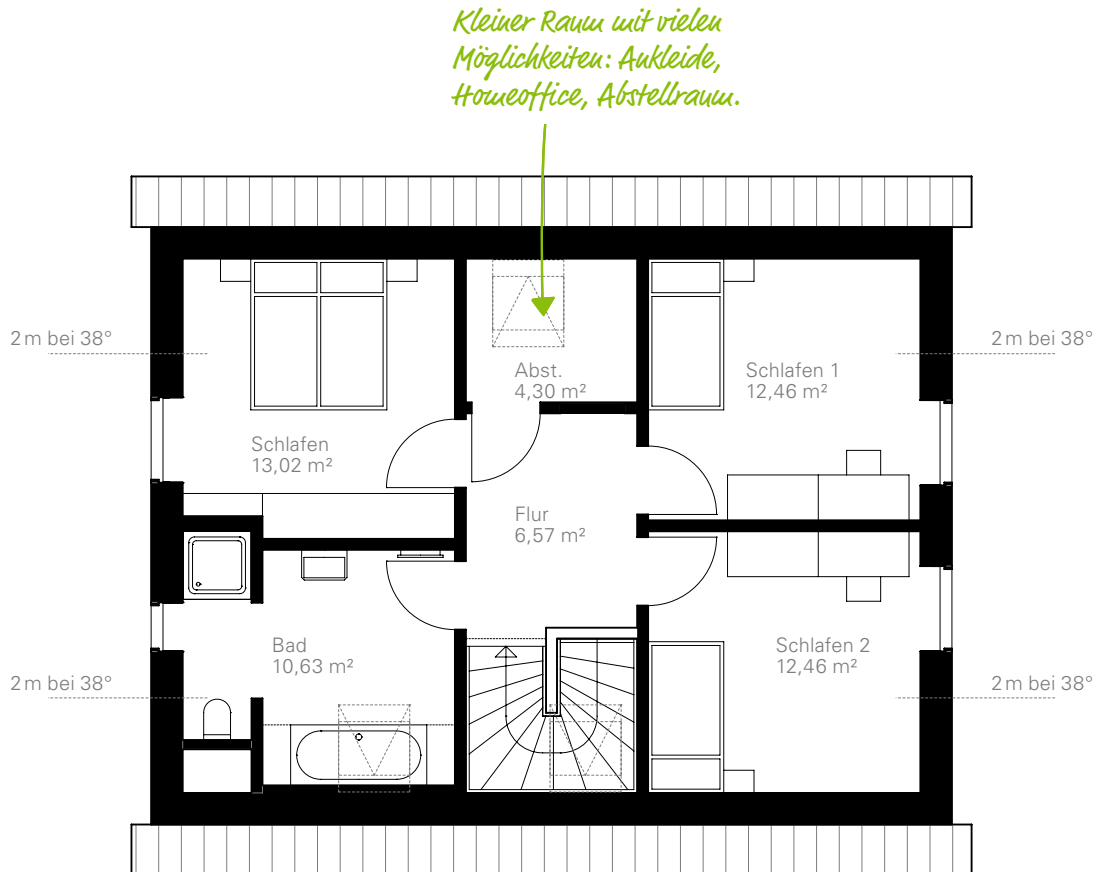 Kleiner Raum mit vielen
Möglichkeiten: Ankleide,
Homeoffice, Abstellraum.
2 m bei 38°
2 m bei 38°
Abst.
4,30 m²
Schlafen 1
12,46 m²
Schlafen
13,02 m²
Flur
6,57 m²
Bad
10,63 m²
Schlafen 2
12,46 m²
2 m bei 38°
2 m bei 38°